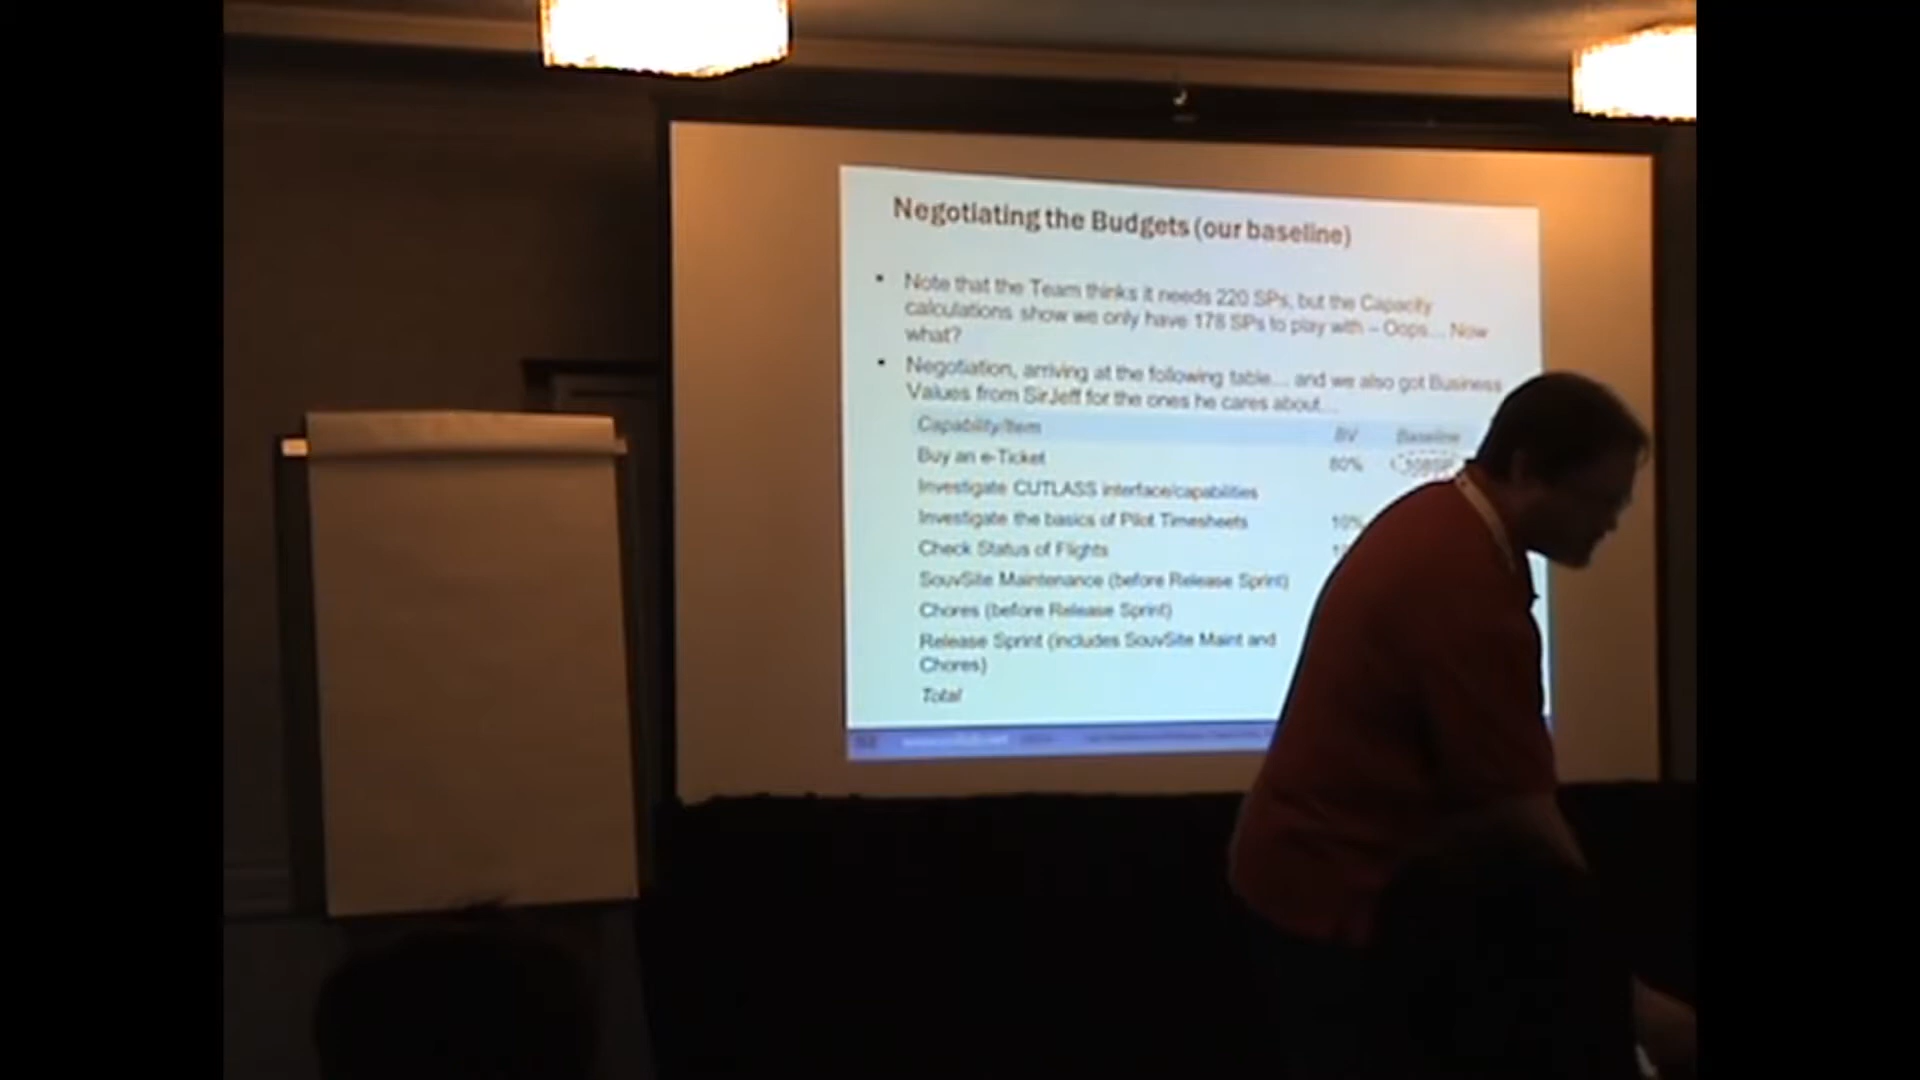 Negotiating the Budgets (our baseline)
• Note that the Team thinks it needs 220 SPs, but the Capacity
calculations show we only have 178 SPs to play with – Oops... Now
what?
• Negotiation, arriving at the following table... and we also got Business
Values from SirJeff for the ones he cares about...
Capability/Item BV Baseline
Buy an e-Ticket 80%
Investigate CUTLASS interface/capabilities
Investigate the basics of Pilot Timesheets 10%
Check Status of Flights
SouvSite Maintenance (before Release Sprint)
Chores (before Release Sprint)
Release Sprint (includes SouvSite Maint and
Chores)
Total